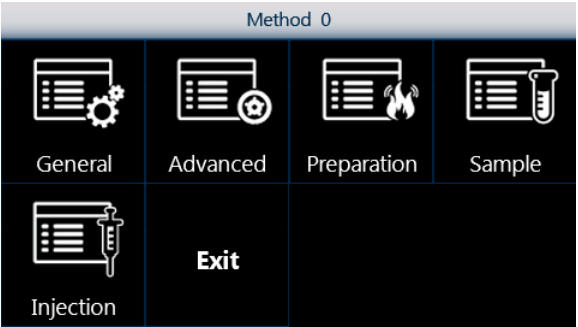 Method 0
General
Advanced
Preparation
Sample
Injection
Exit